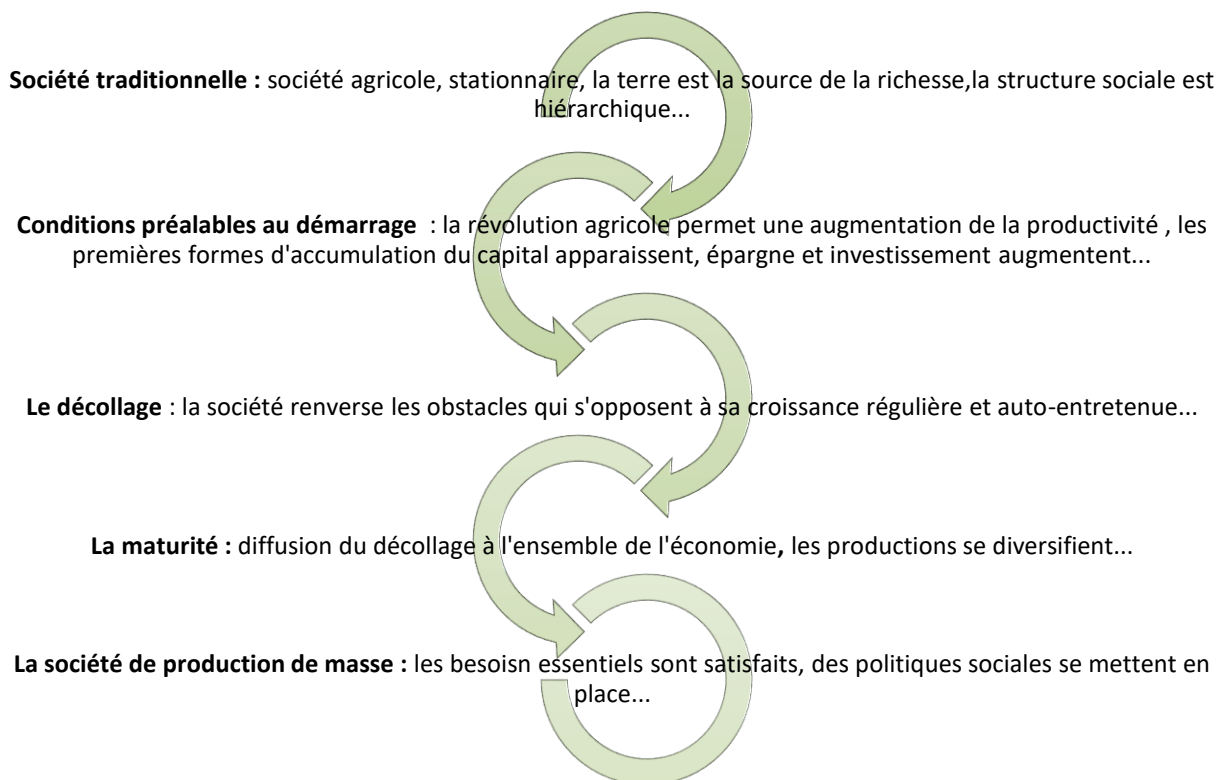 Société traditionnelle : société agricole, stationnaire, la terre est la source de la richesse,la structure sociale est
hiérarchique...
Conditions préalables au démarrage : la révolution agricole permet une augmentation de la productivité , les
premières formes d'accumulation du capital apparaissent, épargne et investissement augmentent...
Le décollage : la société renverse les obstacles qui s'opposent à sa croissance régulière et auto-entretenue...
La maturité : diffusion du décollage à l'ensemble de l'économie, les productions se diversifient...
La société de production de masse : les besoisn essentiels sont satisfaits, des politiques sociales se mettent en
place...